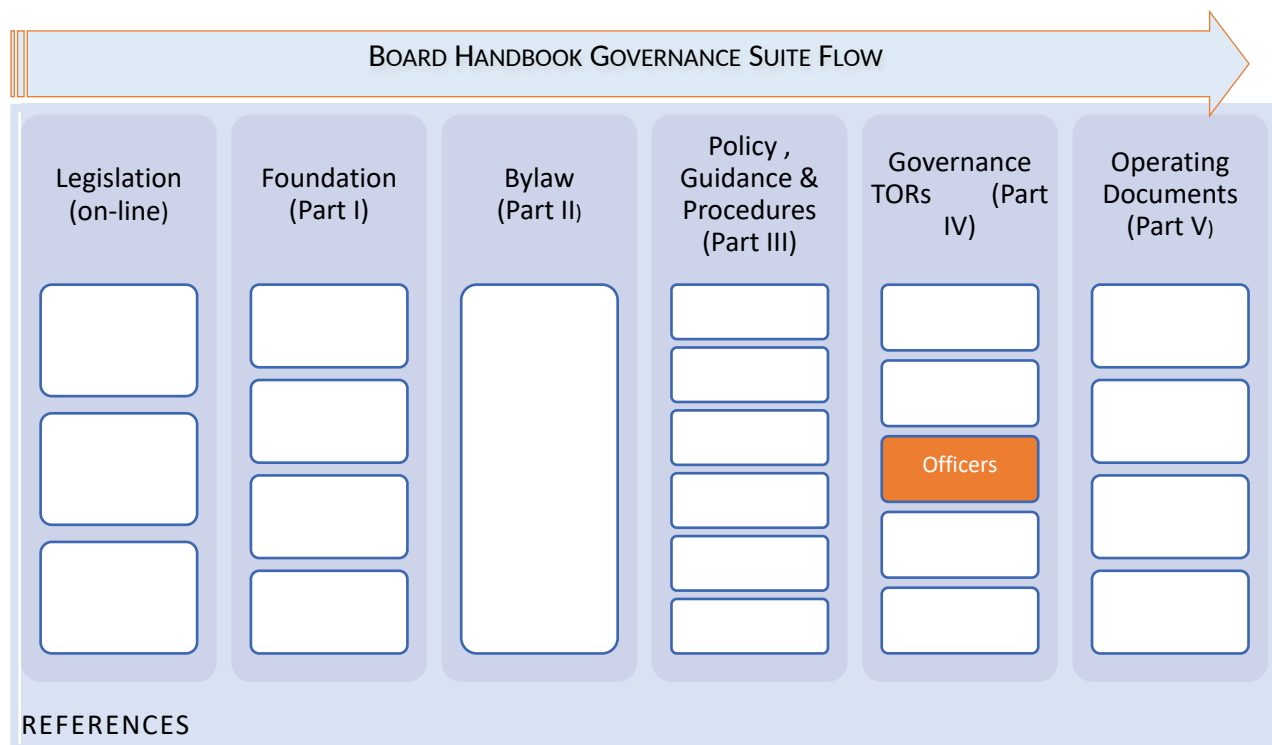 BOARD HANDBOOK GOVERNANCE SUITE FLOW
Legislation
(on-line)
Foundation
(Part I)
Bylaw
(Part II)
Policy ,
Guidance &
Procedures
(Part III)
Governance
TORs (Part
IV)
Operating
Documents
(Part V)
Officers
REFERENCES